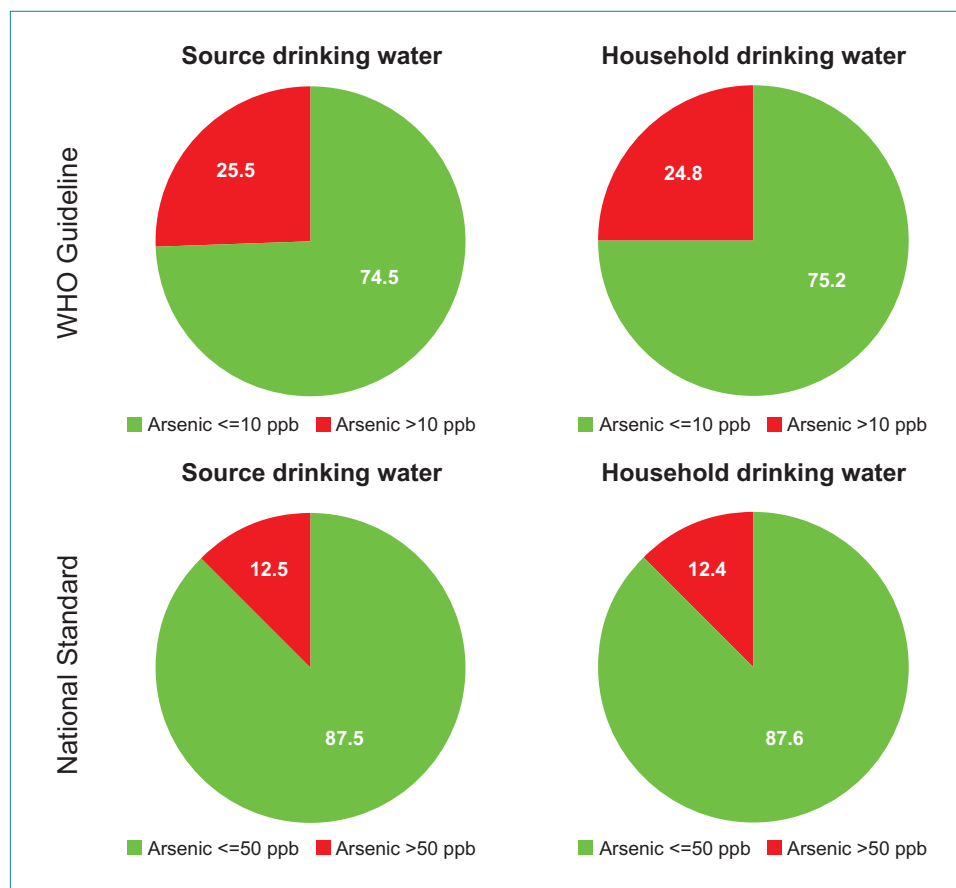 Source drinking water
Household drinking water
WHO Guideline
25.5
74.5
24.8
75.2
Arsenic <=10 ppb Arsenic >10 ppb
Arsenic <=10 ppb Arsenic >10 ppb
Source drinking water
Household drinking water
National Standard
12.5
87.5
12.4
87.6
Arsenic <=50 ppb Arsenic >50 ppb
Arsenic <=50 ppb Arsenic >50 ppb